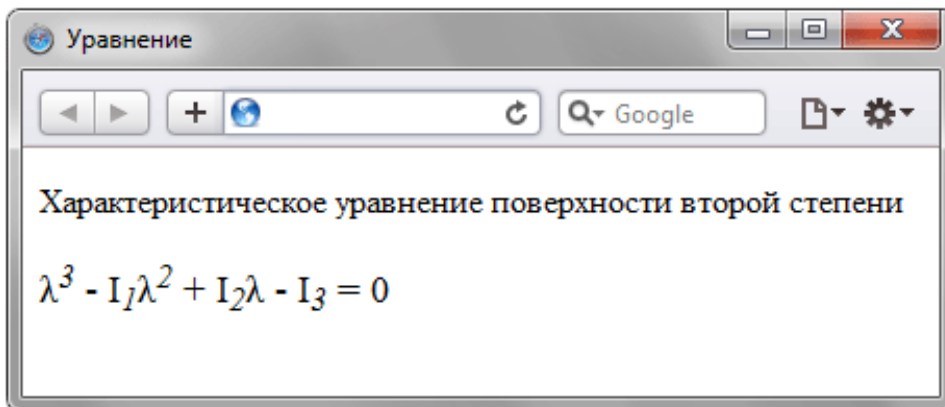 Уравнение
Google
Характеристическое уравнение поверхности второй степени
λ³ - I₁λ² + I₂λ - I₃ = 0